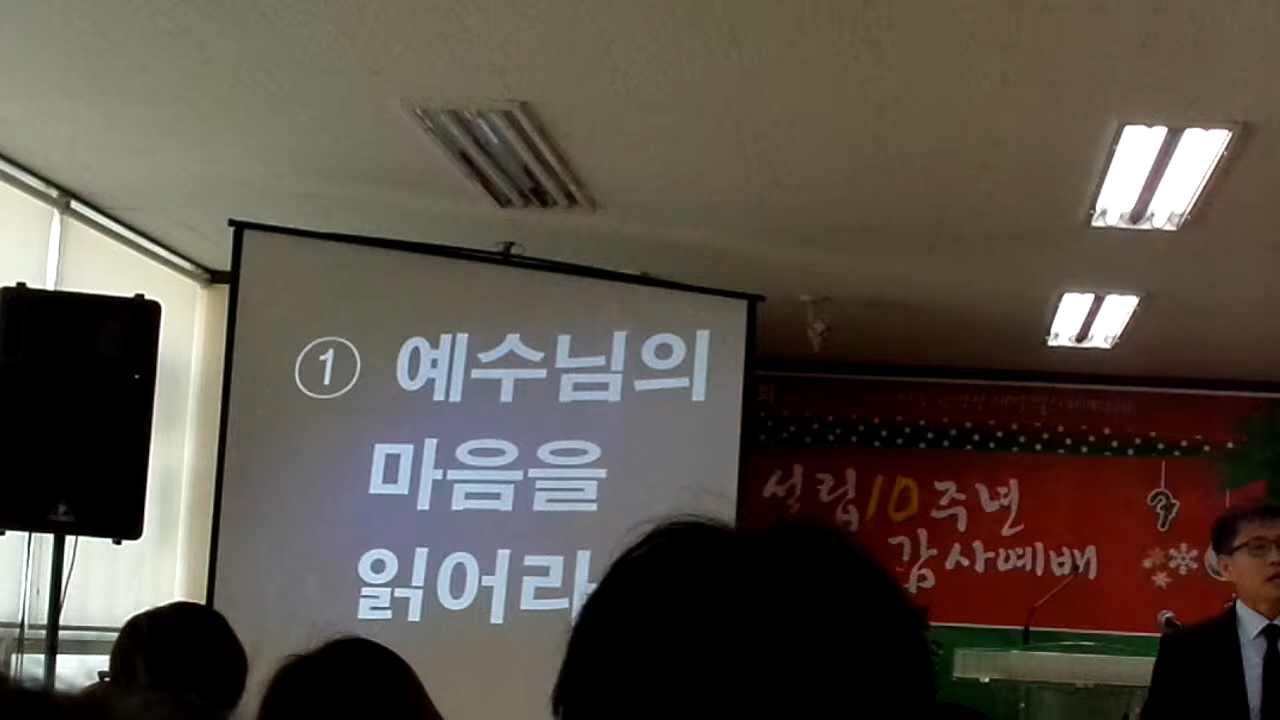 ① 예수님의
마음을
읽어라
설립10주년
감사예배